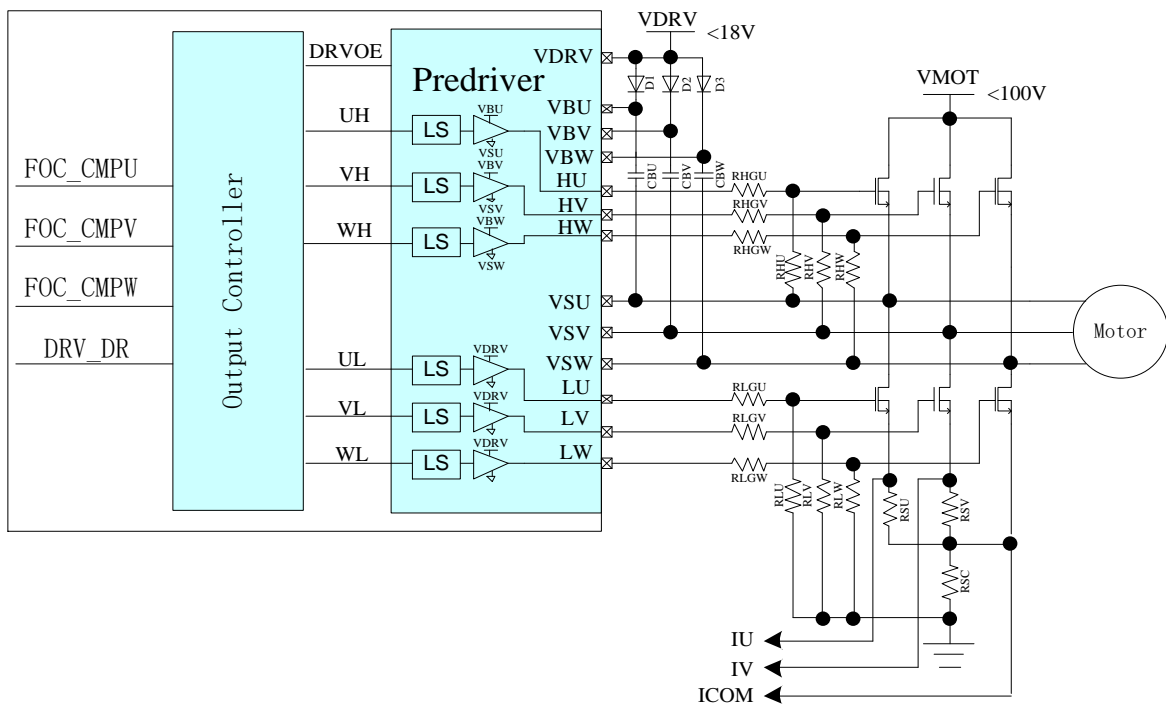 VDRV
<18V
VMOT
<100V
DRVOE
VDRV
Predriver
D1
D2
D3
VBU
VBV
VBW
UH
LS
VBU
VSU
CBU
CBV
CBW
FOC_CMPU
VH
LS
VBV
VSV
HU
HV
HW
RHGU
RHGV
RHGW
FOC_CMPV
WH
LS
VBW
VSW
RHU
RHV
RHW
FOC_CMPW
VSU
VSV
VSW
Motor
DRV_DR
Output Controller
UL
LS
VDRV
LU
RLGU
VL
LS
VDRV
LV
RLGV
WL
LS
VDRV
LW
RLGW
RLU
RLV
RLW
RSU
RSV
RSC
IU
IV
ICOM